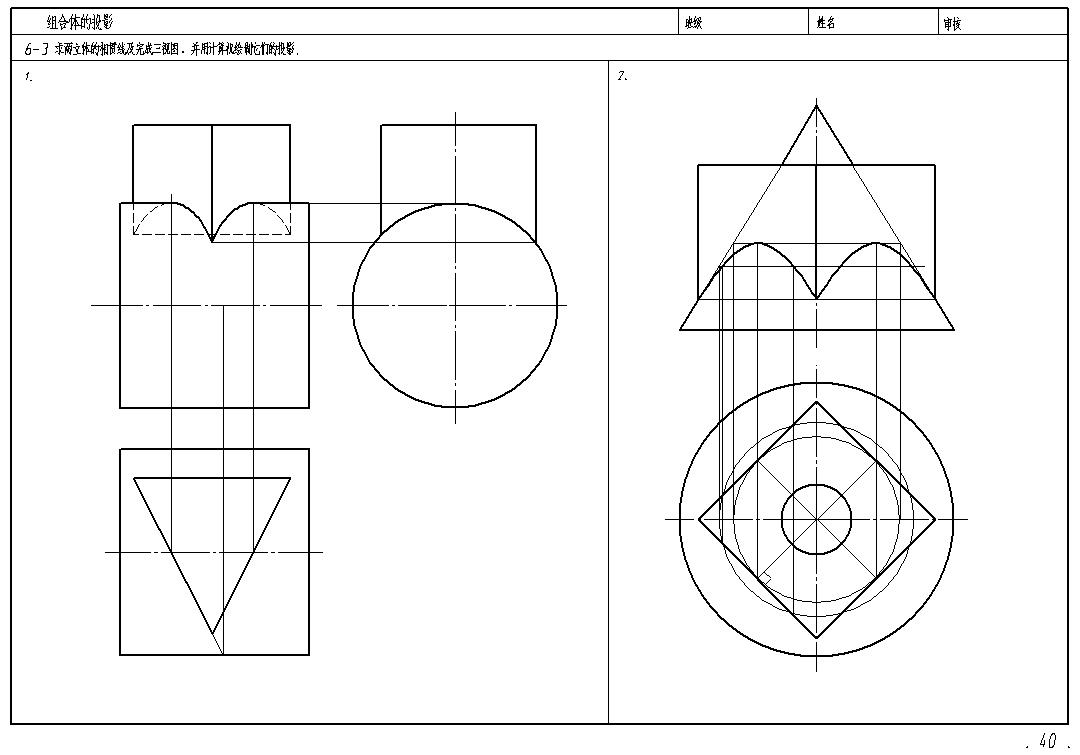 组合体的投影 班级 姓名 审核
6-3 求两立体的相贯线及完成三视图，并用计算机绘制它们的投影.
1.
2.
. 40 .